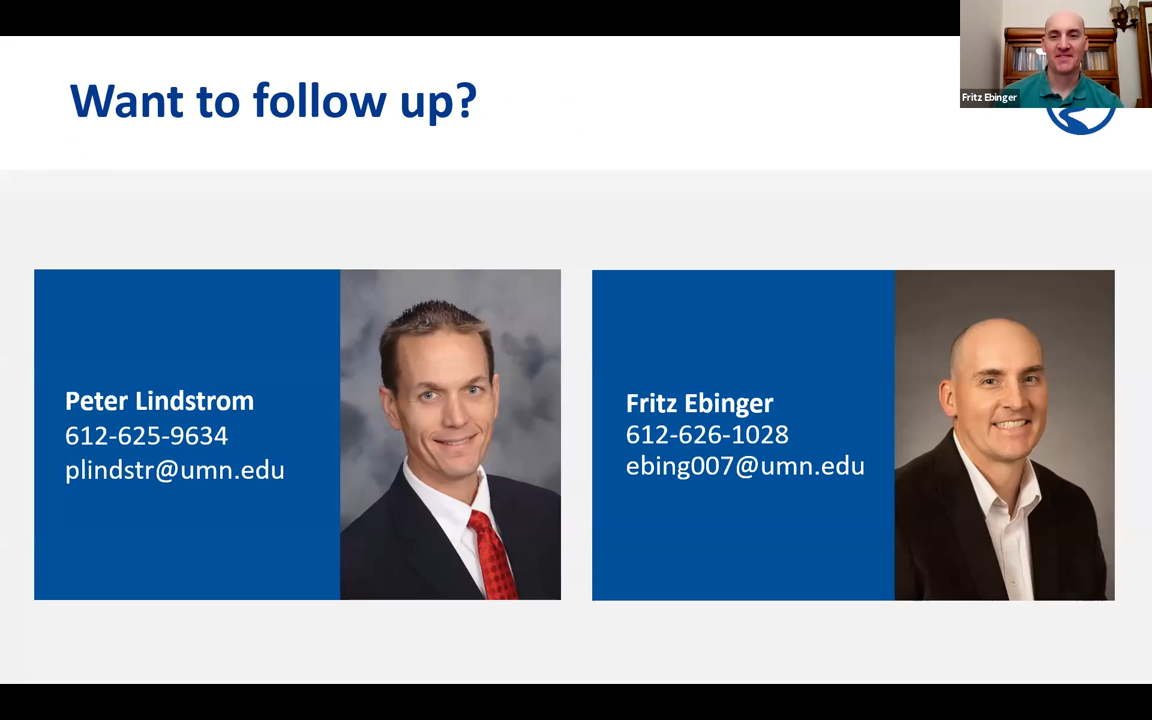 Want to follow up?
Fritz Ebinger
Peter Lindstrom
612-625-9634
plindstr@umn.edu
Fritz Ebinger
612-626-1028
ebing007@umn.edu